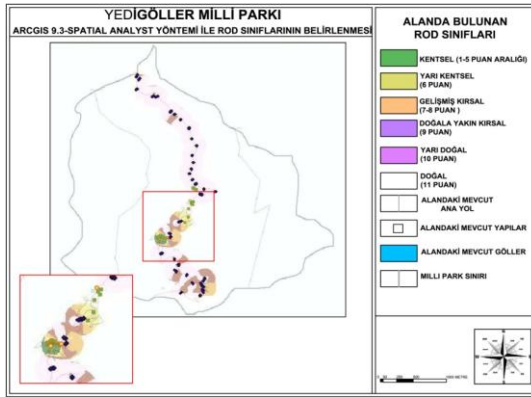 YEDİGÖLLER MİLLİ PARKI
ARCGIS 9.3-SPATIAL ANALYST YÖNTEMİ İLE ROD SINIFLARININ BELİRLENMESİ
ALANDA BULUNAN
ROD SINIFLARI
KENTSEL (1-5 PUAN ARALIĞI)
YARI KENTSEL
(6 PUAN)
GELİŞMİŞ KIRSAL
(7-8 PUAN )
DOĞALA YAKIN KIRSAL
(9 PUAN)
YARI DOĞAL
(10 PUAN)
DOĞAL
(11 PUAN)
ALANDAKİ MEVCUT
ANA YOL
ALANDAKİ MEVCUT YAPILAR
ALANDAKİ MEVCUT GÖLLER
MILLI PARK SINIRI